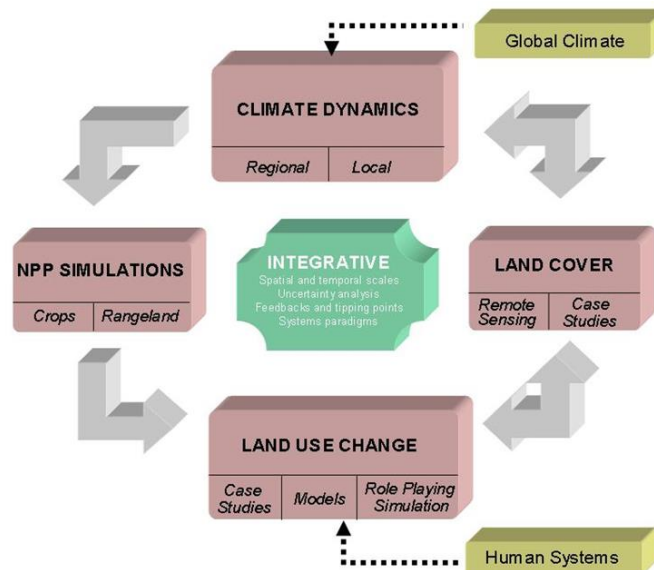 Global Climate
CLIMATE DYNAMICS
Regional
Local
NPP SIMULATIONS
Crops
Rangeland
INTEGRATIVE
Spatial and temporal scales
Uncertainty analysis
Feedbacks and tipping points
Systems paradigms
LAND COVER
Remote
Sensing
Case
Studies
LAND USE CHANGE
Case
Studies
Models
Role Playing
Simulation
Human Systems